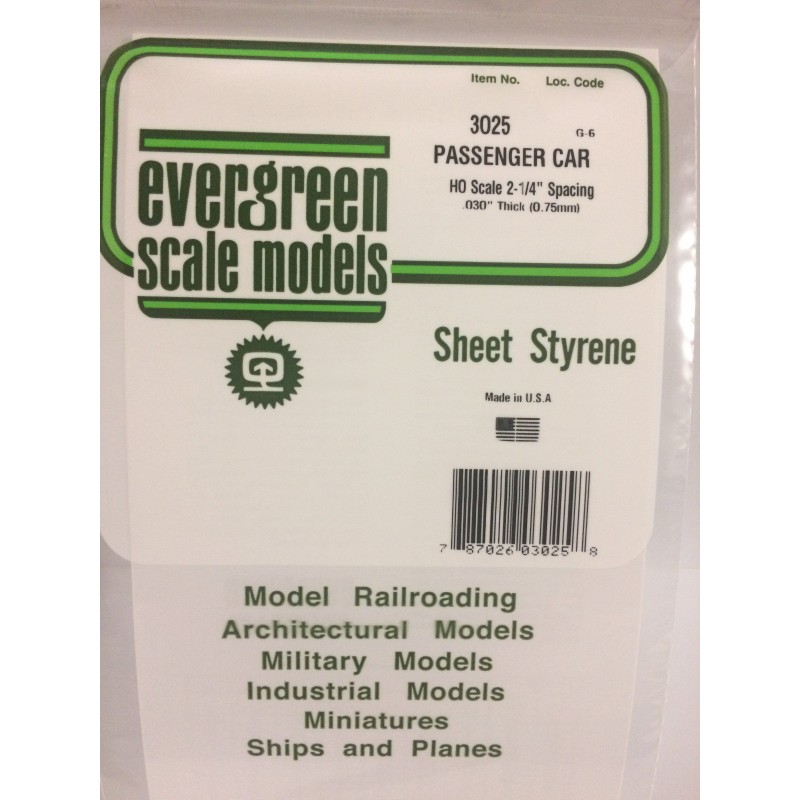 Item No. Loc. Code
3025 G-6
PASSENGER CAR
HO Scale 2-1/4" Spacing
.030" Thick (0.75mm)
evergreen
scale models
Sheet Styrene
Made in U.S.A
7 87026 03025 8
Model Railroading
Architectural Models
Military Models
Industrial Models
Miniatures
Ships and Planes